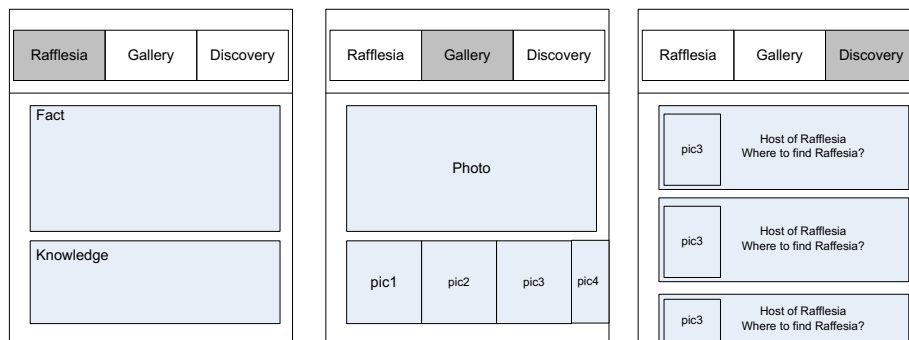 Rafflesia Gallery Discovery
Fact
Knowledge
Rafflesia Gallery Discovery
Photo
pic1 pic2 pic3 pic4
Rafflesia Gallery Discovery
pic3
Host of Rafflesia
Where to find Raffesia?
pic3
Host of Rafflesia
Where to find Raffesia?
pic3
Host of Rafflesia
Where to find Raffesia?